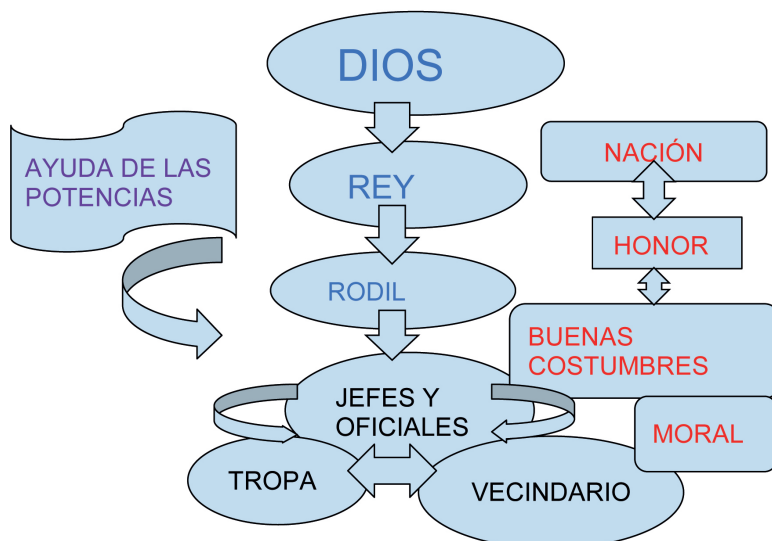 DIOS
AYUDA DE LAS
POTENCIAS
NACIÓN
REY
HONOR
RODIL
BUENAS
COSTUMBRES
JEFES Y
OFICIALES
MORAL
TROPA
VECINDARIO